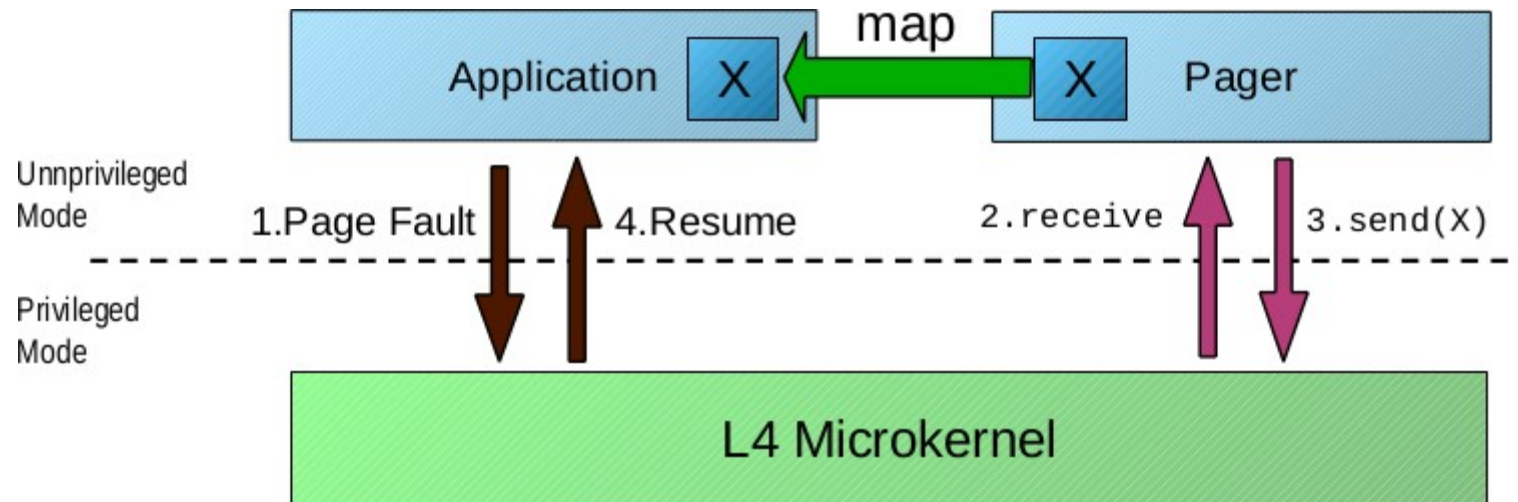 map
Application
X
X
Pager
Unnprivileged
Mode
1.Page Fault
4.Resume
2.receive
3.send(X)
Privileged
Mode
L4 Microkernel